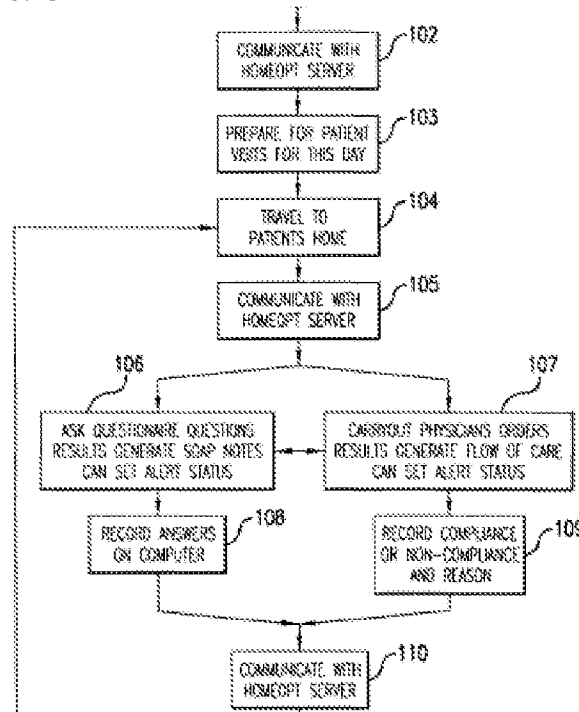 102
COMMUNICATE WITH
HOMEOPT SERVER
103
PREPARE FOR PATIENT
VISITS FOR THIS DAY
104
TRAVEL TO
PATIENTS HOME
105
COMMUNICATE WITH
HOMEOPT SERVER
106
107
ASK QUESTIONAIRE QUESTIONS
RESULTS GENERATE SOAP NOTES
CAN SET ALERT STATUS
CARRYOUT PHYSICIANS ORDERS
RESULTS GENERATE FLOW OF CARE
CAN SET ALERT STATUS
108
RECORD ANSWERS
ON COMPUTER
109
RECORD COMPLIANCE
OR NON-COMPLIANCE
AND REASON
110
COMMUNICATE WITH
HOMEOPT SERVER